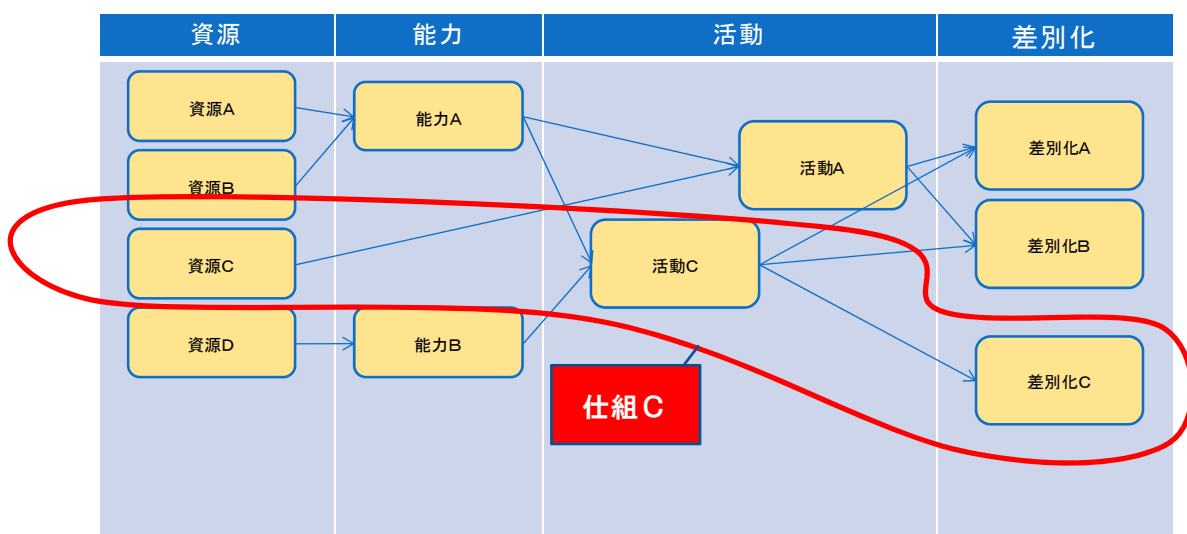 資源 能力 活動 差別化
資源A
能力A
差別化A
活動A
資源B
差別化B
資源C
活動C
資源D
能力B
差別化C
仕組C